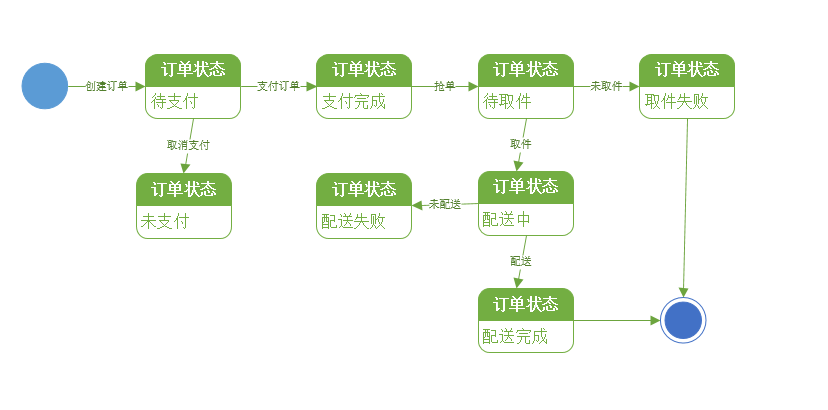 创建订单
订单状态
待支付
支付订单
订单状态
支付完成
抢单
订单状态
待取件
未取件
订单状态
取件失败
取消支付
取件
订单状态
未支付
订单状态
配送失败
未配送
订单状态
配送中
配送
订单状态
配送完成